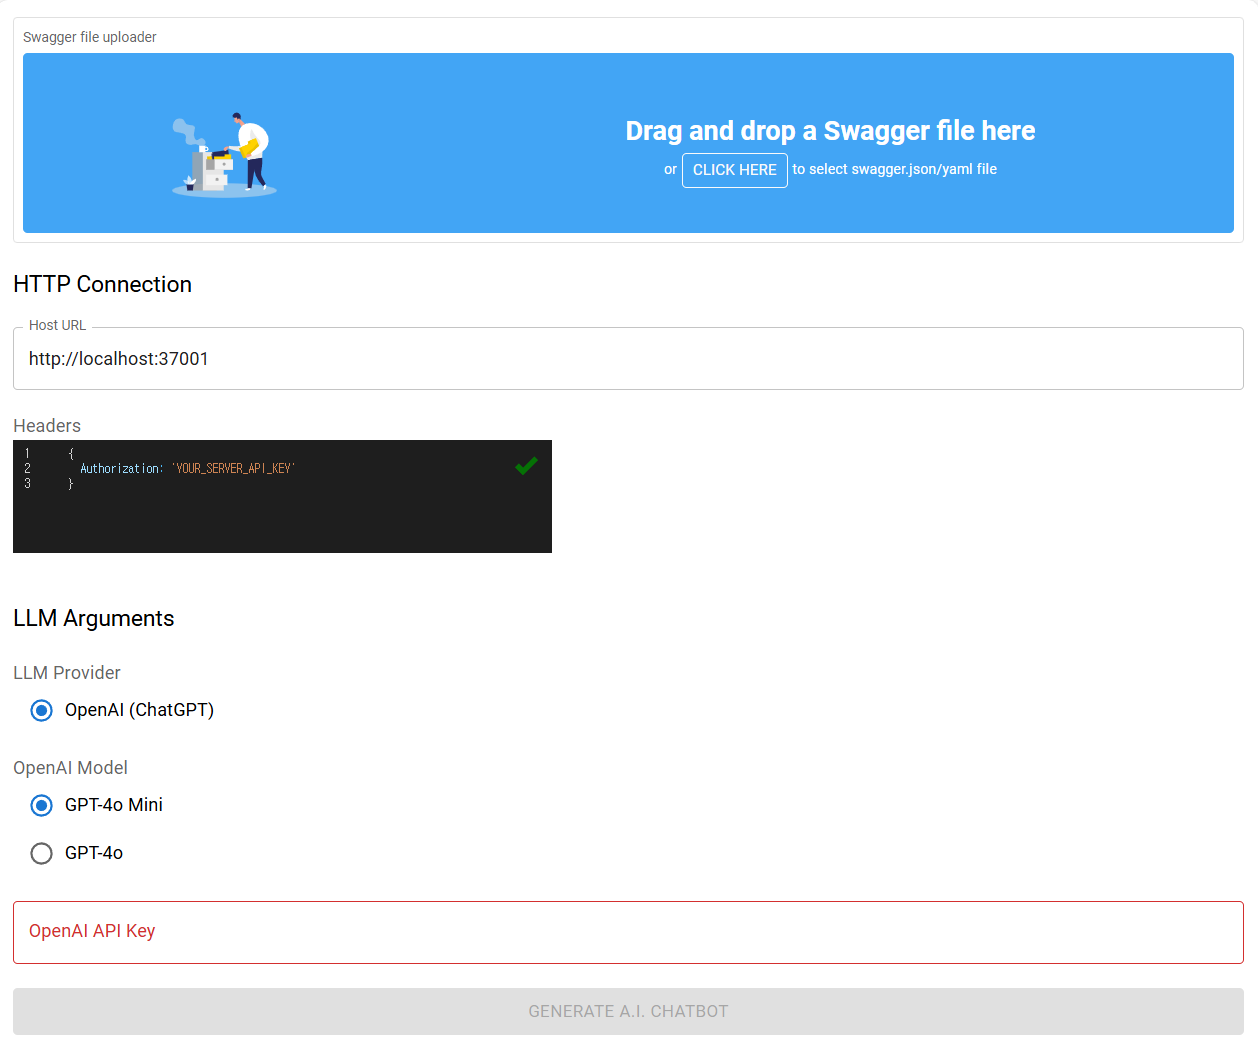 Swagger file uploader
Drag and drop a Swagger file here
or CLICK HERE to select swagger.json/yaml file
HTTP Connection
Host URL
http://localhost:37001
Headers
1 {
2 Authorization: 'YOUR_SERVER_API_KEY'
3 }
LLM Arguments
LLM Provider
OpenAI (ChatGPT)
OpenAI Model
GPT-4o Mini
GPT-4o
OpenAI API Key
GENERATE A.I. CHATBOT